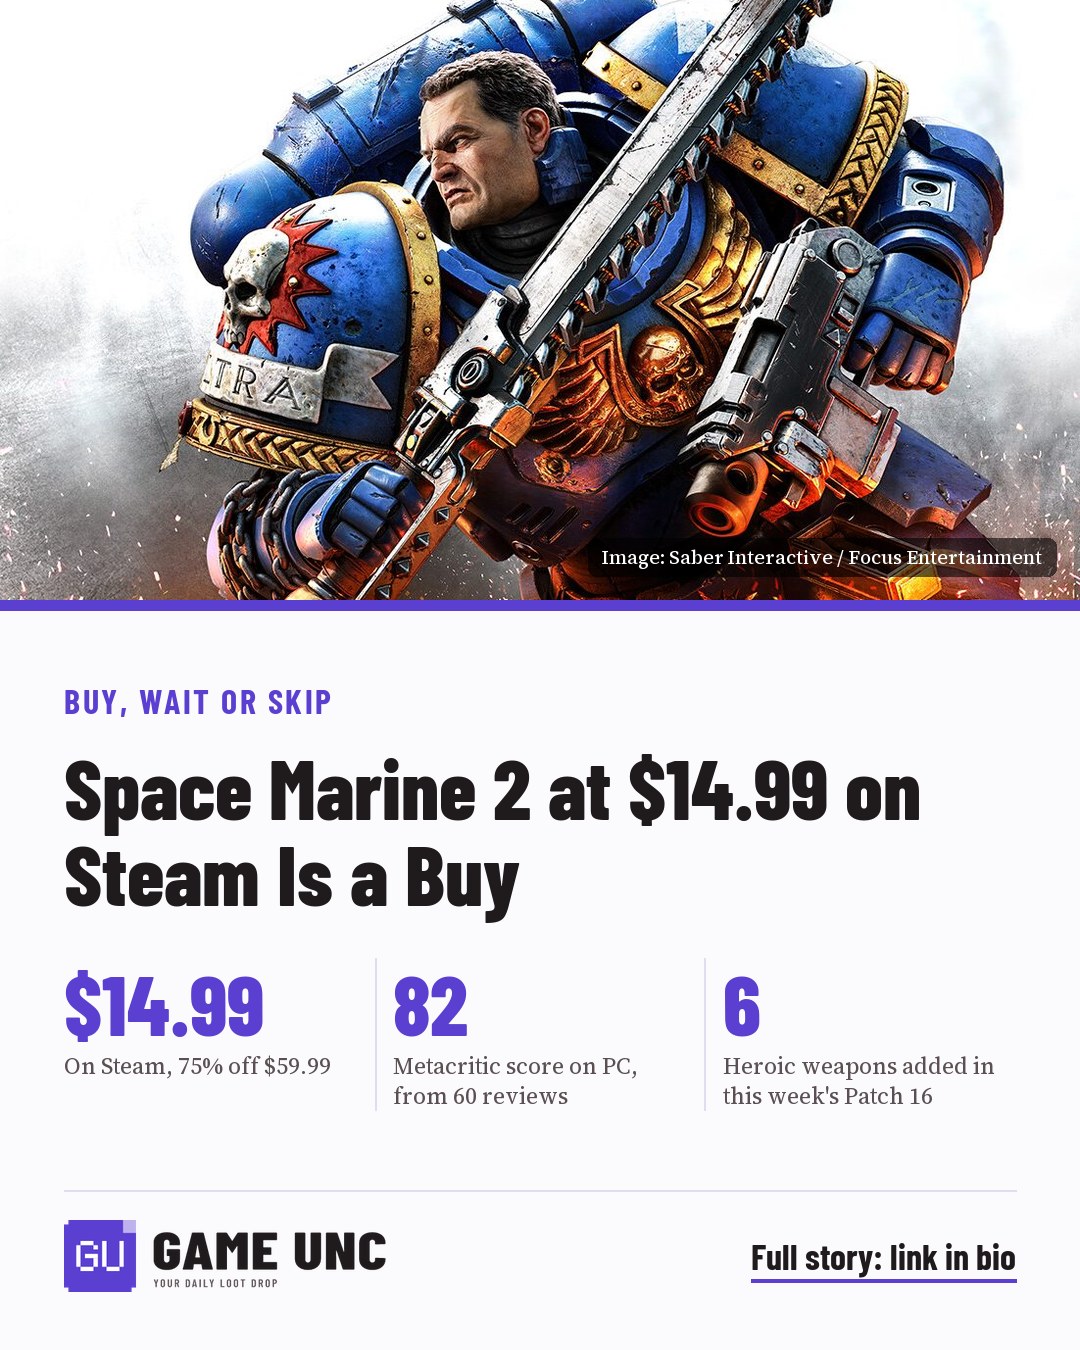 LTRA
Image: Saber Interactive / Focus Entertainment
BUY, WAIT OR SKIP
Space Marine 2 at $14.99 on
Steam Is a Buy
$14.99
On Steam, 75% off $59.99
82
Metacritic score on PC,
from 60 reviews
6
Heroic weapons added in
this week's Patch 16
GU
GAME UNC
YOUR DAILY LOOT DROP
Full story: link in bio